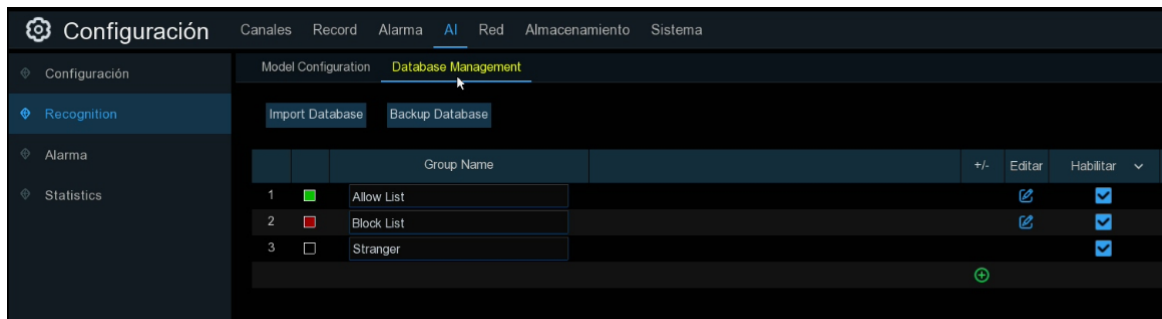 Configuración Canales Record Alarma AI Red Almacenamiento Sistema
Configuración Model Configuration Database Management
Recognition Import Database Backup Database
Alarma Group Name +/- Editar Habilitar
Statistics 1 Allow List
2 Block List
3 Stranger